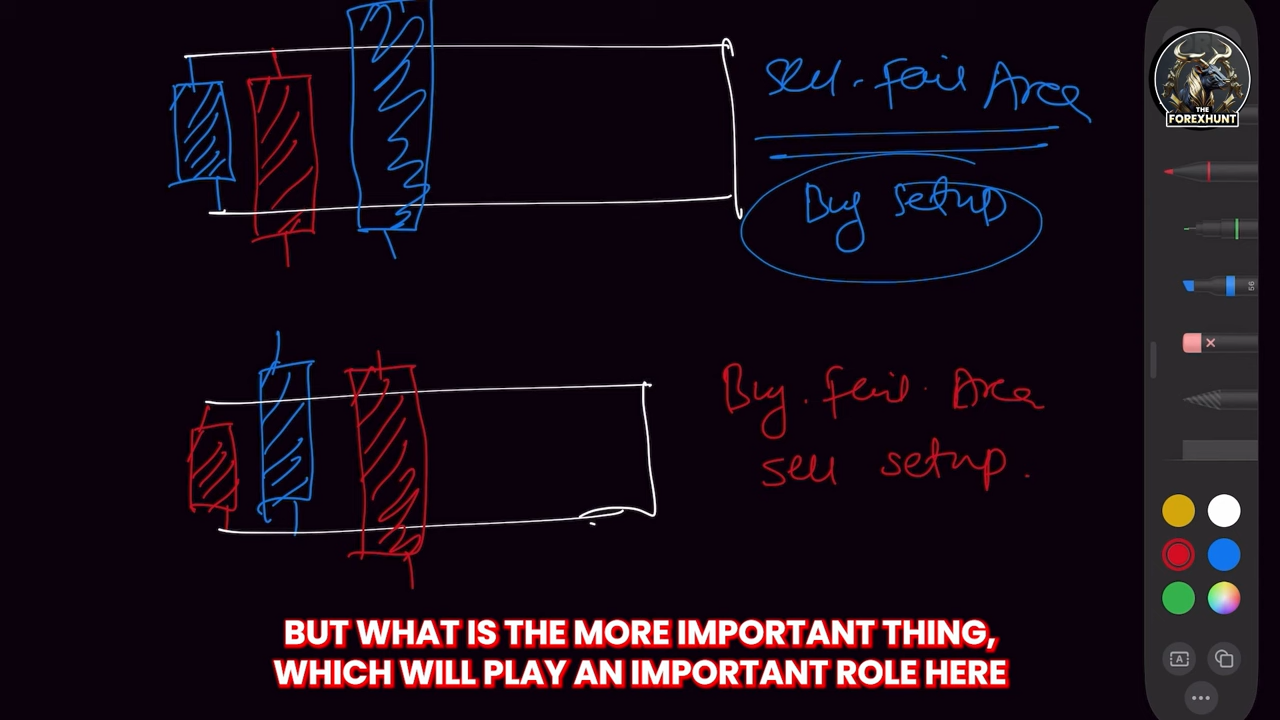 THE
FOREXHUNT
Sell. Fail Area
Buy setup
Buy. Fail. Area
sell setup.
BUT WHAT IS THE MORE IMPORTANT THING,
WHICH WILL PLAY AN IMPORTANT ROLE HERE